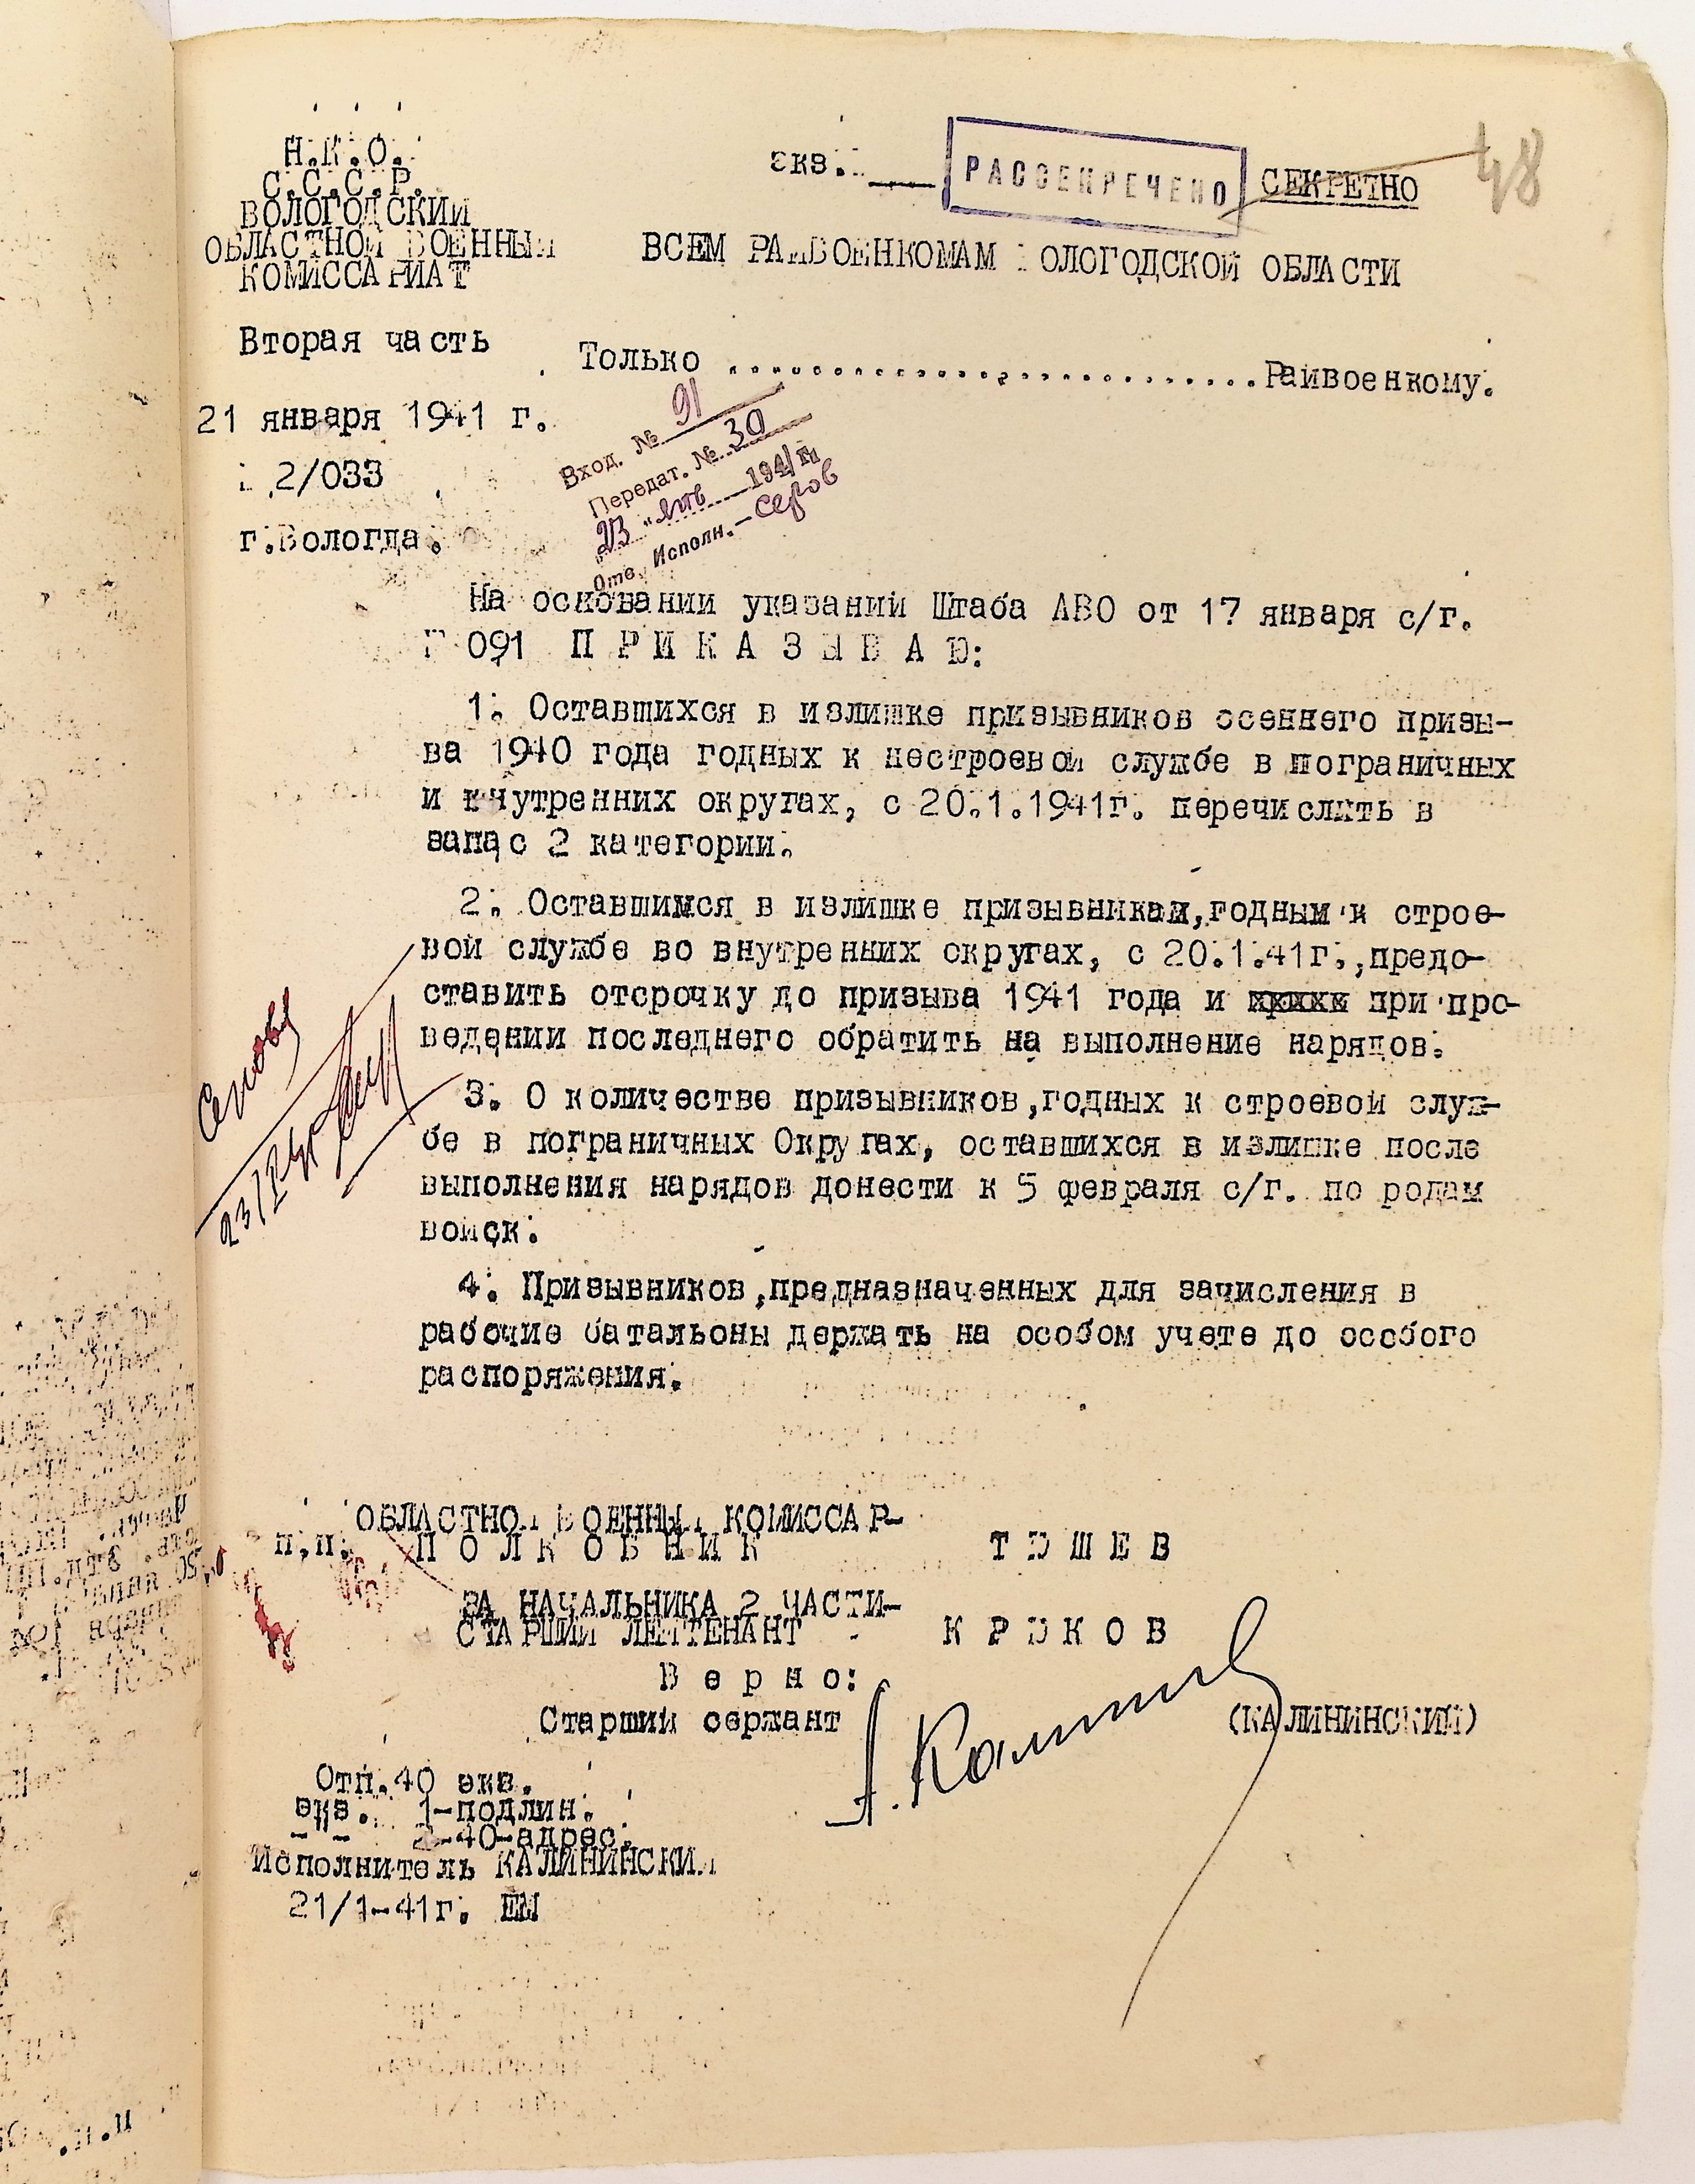 Н.К.О.
С.С.С.Р.
ВОЛОГОДСКИЙ
ОБЛАСТНОЙ ВОЕННЫЙ
КОМИССАРИАТ
Вторая часть
21 января 1941 г.
2/033
г.Вологда.
экз.
РАССЕКРЕЧЕНО
СЕКРЕТНО
48
ВСЕМ РАЙВОЕНКОМАМ ВОЛОГОДСКОЙ ОБЛАСТИ
Только ..............................Райвоенкому.
Вход. № 91
Передат. № 30
23 " янв 1941 г.
Отв. Исполн. - Серов
На основании указаний Штаба АВО от 17 января с/г.
№ 091 П Р И К А З Ы В А Ю:
1. Оставшихся в излишке призывников осеннего призы-
ва 1940 года годных к нестроевой службе в пограничных
и внутренних округах, с 20.1.1941г. перечислить в
запас 2 категории.
2. Оставшимся в излишке призывникам,годным к строе-
вой службе во внутренних округах, с 20.1.41г.,предо-
ставить отсрочку до призыва 1941 года и при про-
ведении последнего обратить на выполнение нарядов.
3. О количестве призывников,годных к строевой служ-
бе в пограничных Округах, оставшихся в излишке после
выполнения нарядов донести к 5 февраля с/г. по родам
войск.
4. Призывников,предназначенных для зачисления в
рабочие батальоны держать на особом учете до особого
распоряжения.
Серову
ОБЛАСТНОЙ ВОЕННЫЙ КОМИССАР-
п.п. П О Л К О В Н И К Т Ю Ш Е В
ЗА НАЧАЛЬНИКА 2 ЧАСТИ-
СТАРШИЙ ЛЕЙТЕНАНТ - К Р Ю К О В
В е р н о:
Старший сержант (КАЛИНИНСКИЙ)
Отп.40 экз.
экз. 1-подлин.
- - 2-40-адрес.
Исполнитель КАЛИНИНСКИЙ
21/1-41г. ЕМ